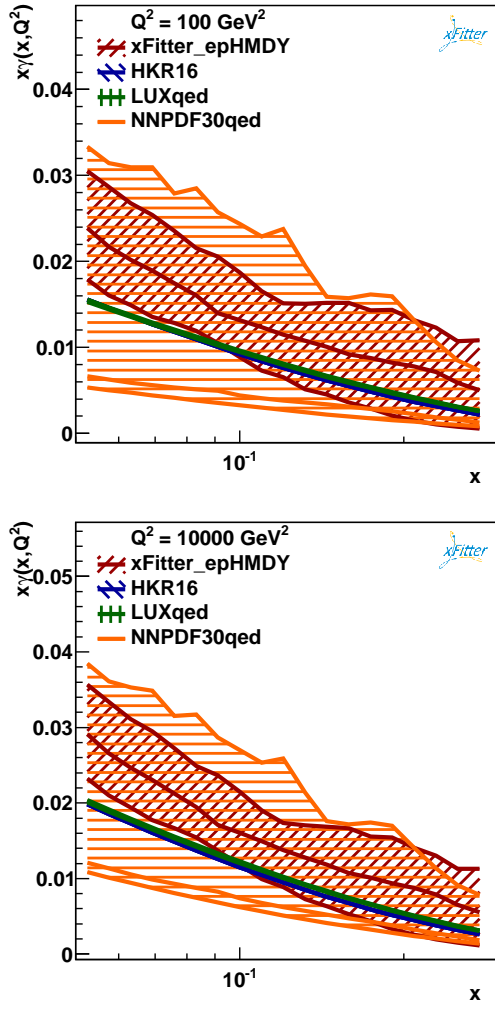 Q² = 100 GeV²
xFitter_epHMDY
HKR16
LUXqed
NNPDF30qed
xFitter
xγ(x,Q²)
0.04
0.03
0.02
0.01
0
10⁻¹
x
Q² = 10000 GeV²
xFitter_epHMDY
HKR16
LUXqed
NNPDF30qed
xFitter
xγ(x,Q²)
0.05
0.04
0.03
0.02
0.01
0
10⁻¹
x